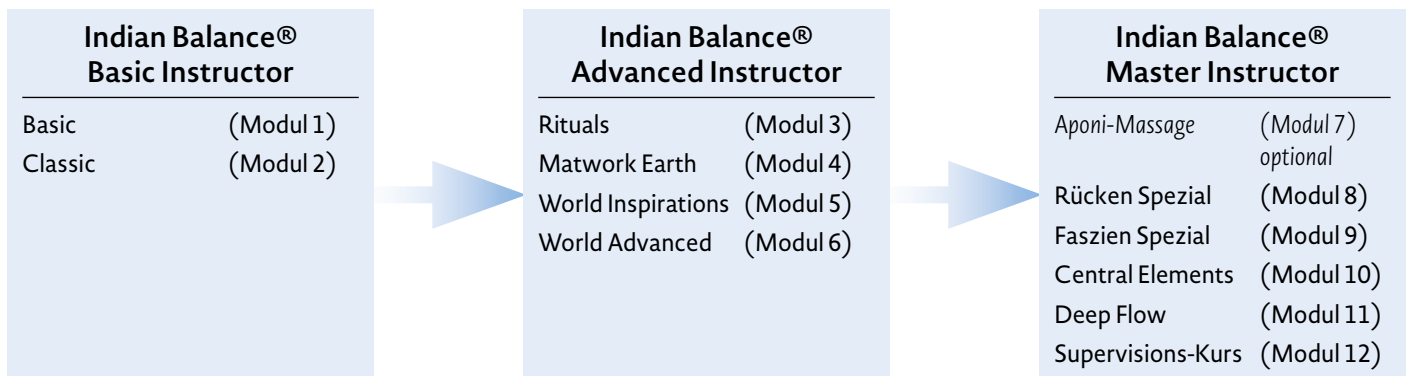 Indian Balance®
Basic Instructor
Basic (Modul 1)
Classic (Modul 2)
Indian Balance®
Advanced Instructor
Rituals (Modul 3)
Matwork Earth (Modul 4)
World Inspirations (Modul 5)
World Advanced (Modul 6)
Indian Balance®
Master Instructor
Aponi-Massage (Modul 7)
optional
Rücken Spezial (Modul 8)
Faszien Spezial (Modul 9)
Central Elements (Modul 10)
Deep Flow (Modul 11)
Supervisions-Kurs (Modul 12)